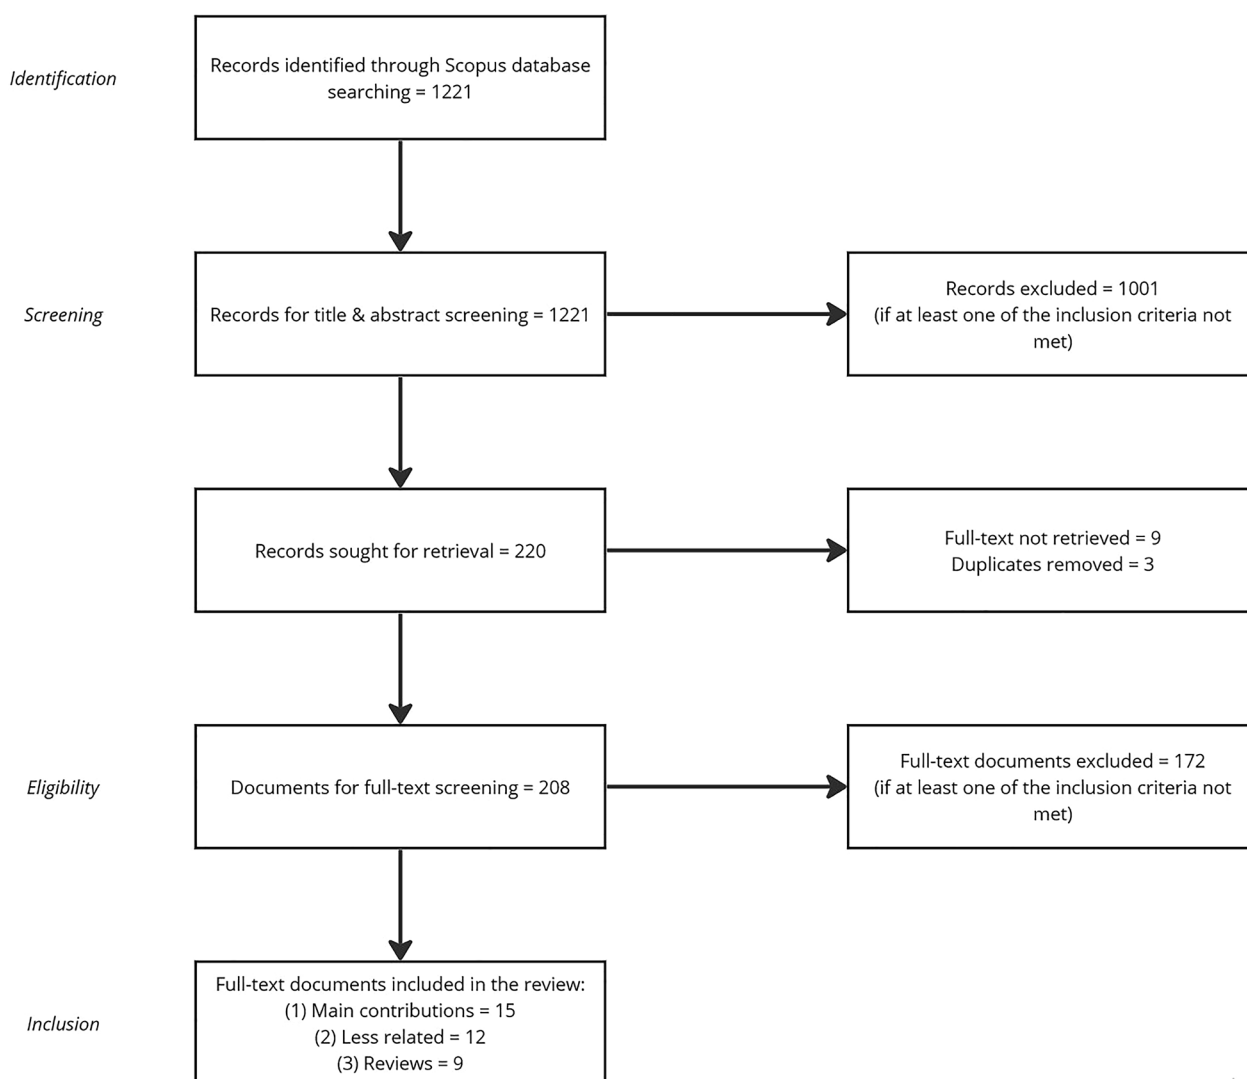 Identification
Records identified through Scopus database
searching = 1221
Screening
Records for title & abstract screening = 1221
Records excluded = 1001
(if at least one of the inclusion criteria not
met)
Records sought for retrieval = 220
Full-text not retrieved = 9
Duplicates removed = 3
Eligibility
Documents for full-text screening = 208
Full-text documents excluded = 172
(if at least one of the inclusion criteria not
met)
Inclusion
Full-text documents included in the review:
(1) Main contributions = 15
(2) Less related = 12
(3) Reviews = 9